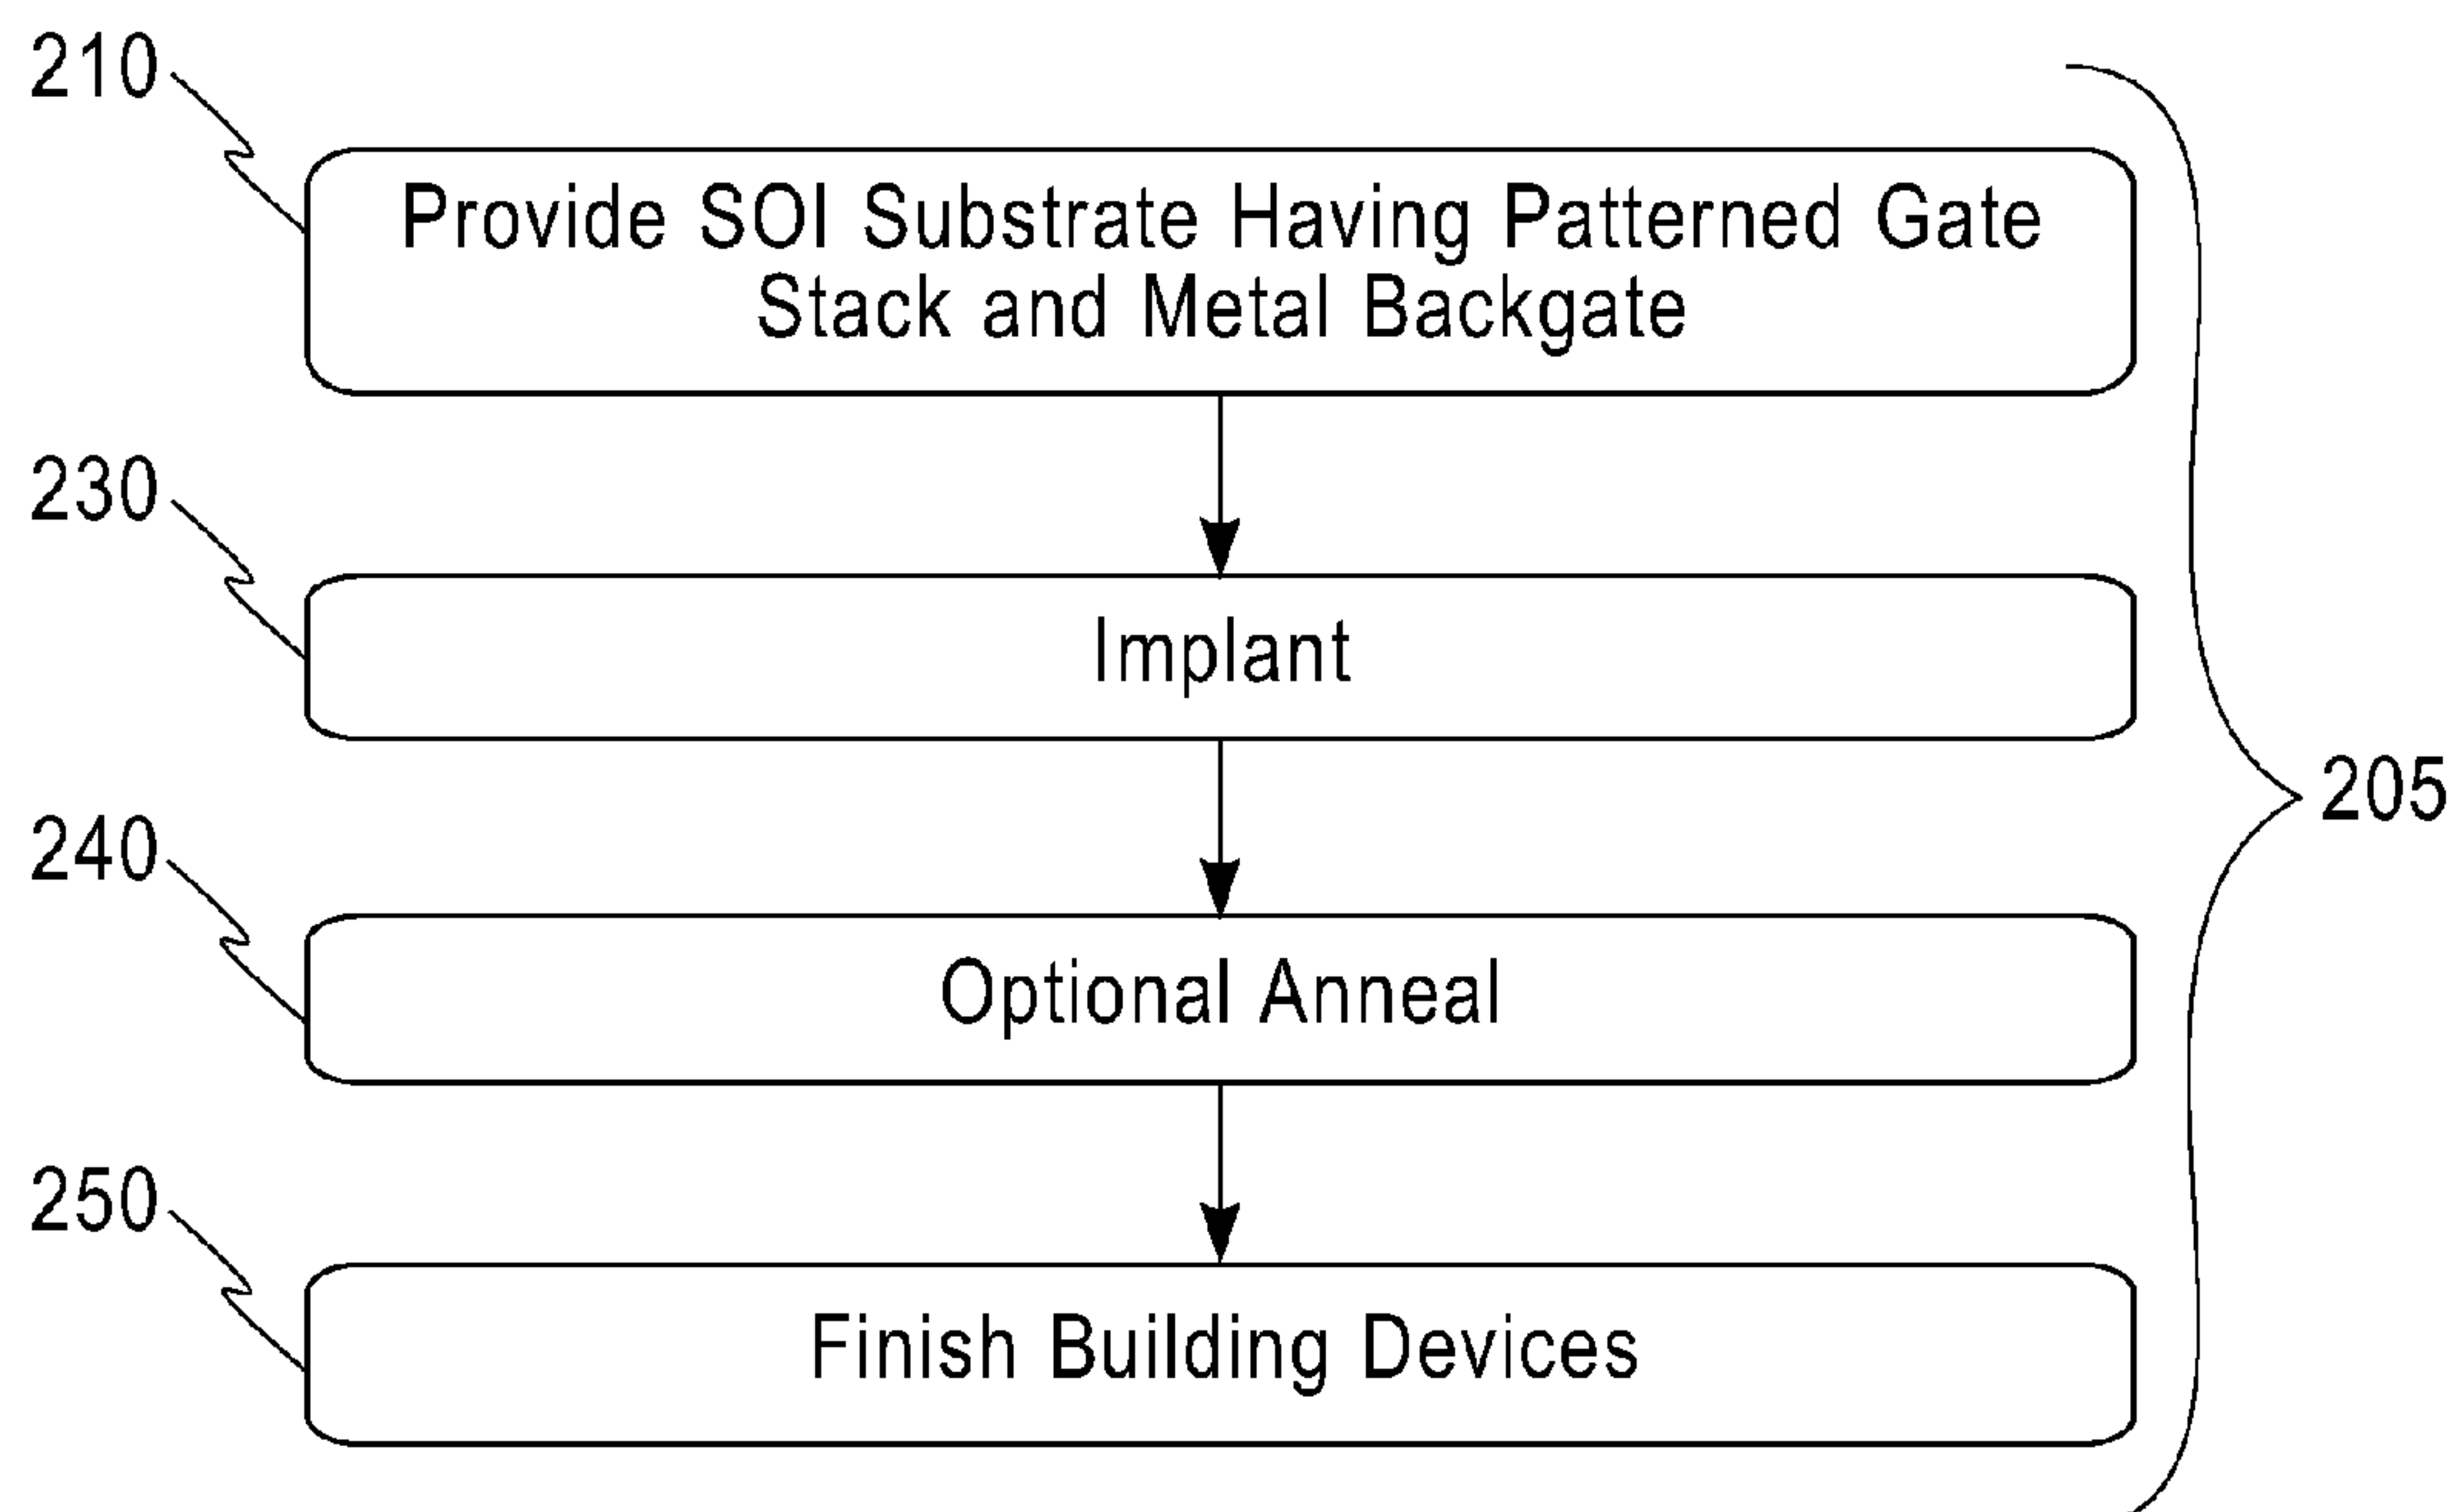 210
Provide SOI Substrate Having Patterned Gate
Stack and Metal Backgate
230
Implant
205
240
Optional Anneal
250
Finish Building Devices